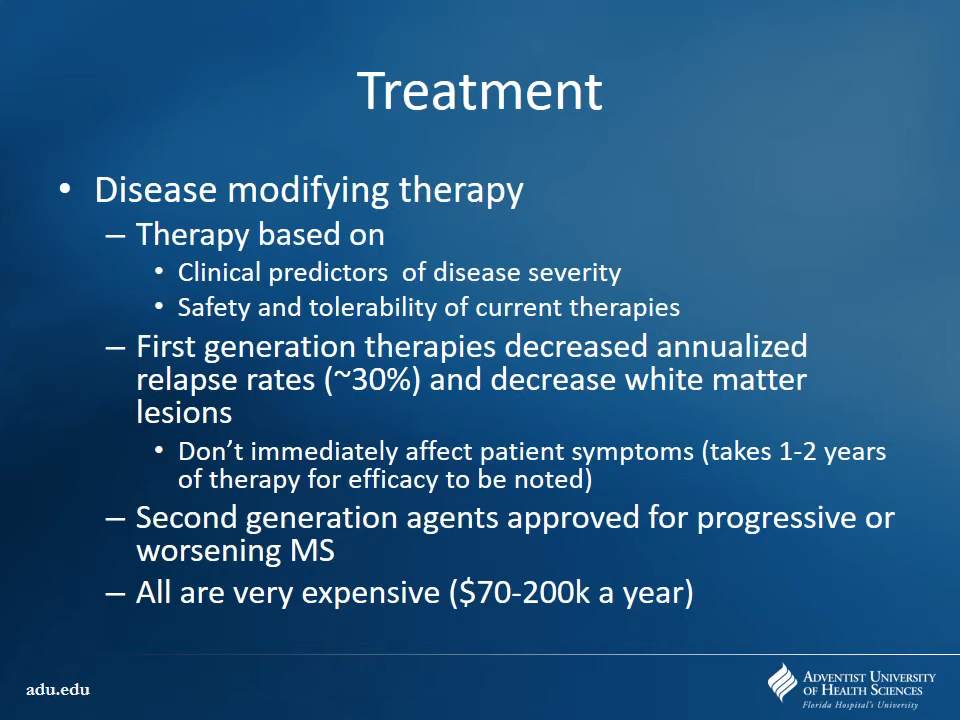 Treatment
• Disease modifying therapy
– Therapy based on
• Clinical predictors of disease severity
• Safety and tolerability of current therapies
– First generation therapies decreased annualized
relapse rates (~30%) and decrease white matter
lesions
• Don’t immediately affect patient symptoms (takes 1-2 years
of therapy for efficacy to be noted)
– Second generation agents approved for progressive or
worsening MS
– All are very expensive ($70-200k a year)
adu.edu
ADVENTIST UNIVERSITY
OF HEALTH SCIENCES
Florida Hospital's University